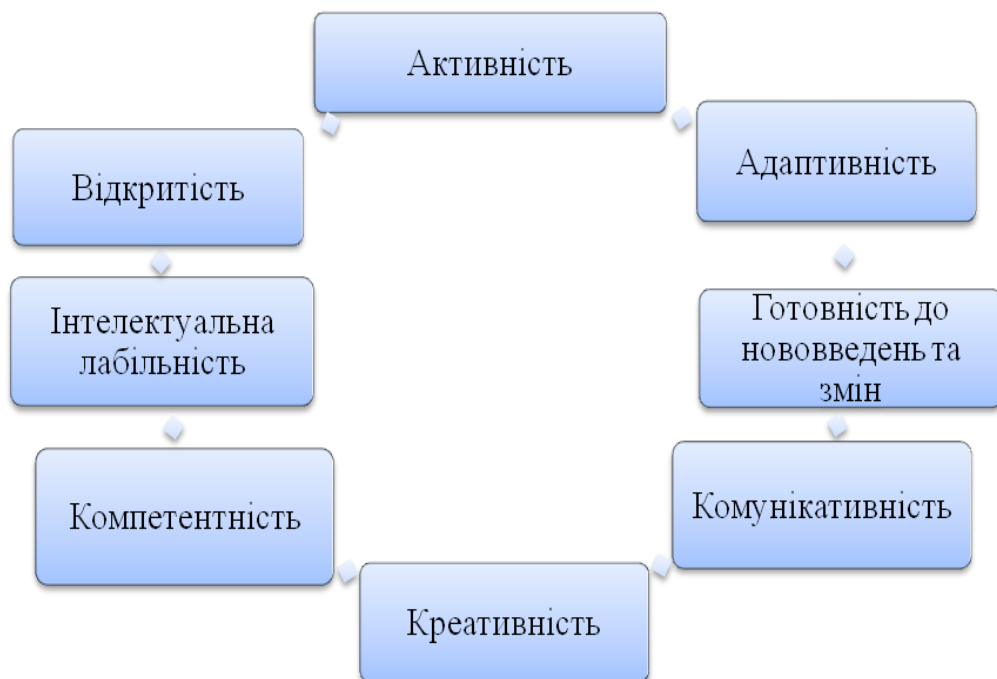 Активність
Адаптивність
Відкритість
Інтелектуальна
лабільність
Готовність до
нововведень та
змін
Компетентність
Комунікативність
Креативність